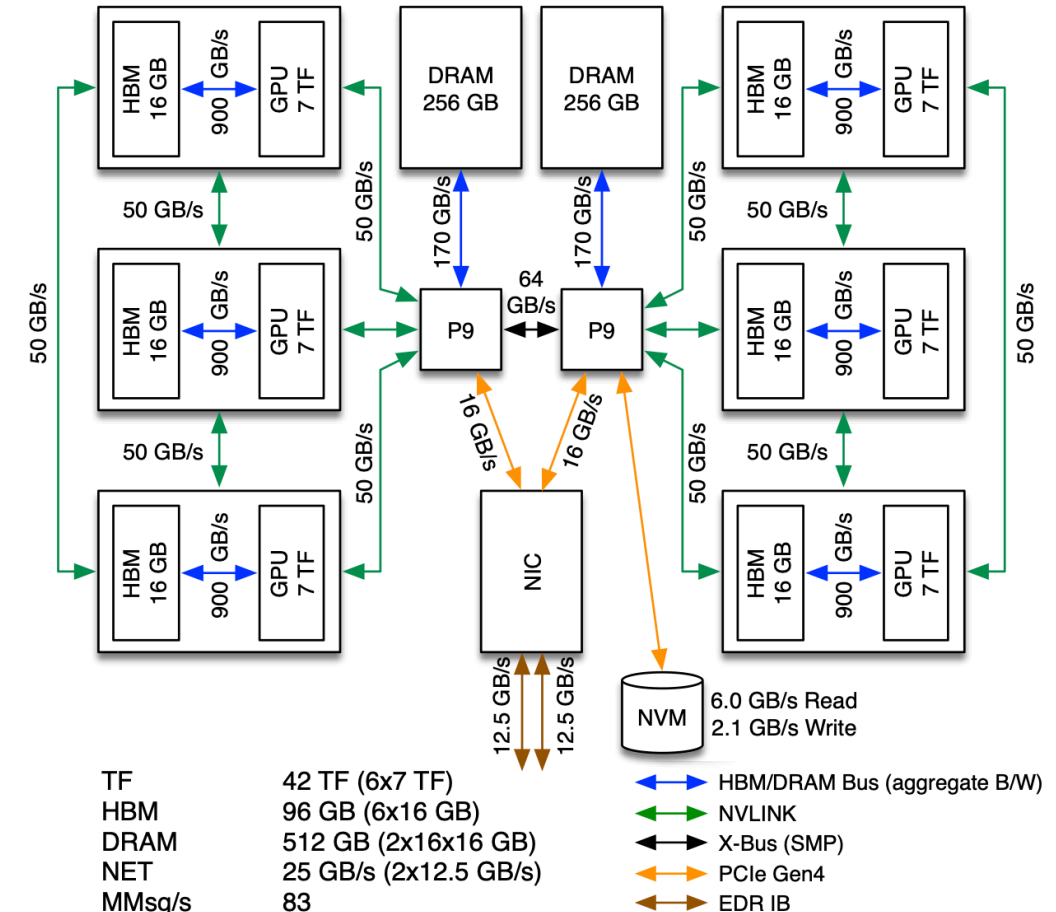 HBM
16 GB
900 GB/s
GPU
7 TF
DRAM
256 GB
DRAM
256 GB
HBM
16 GB
900 GB/s
GPU
7 TF
50 GB/s
50 GB/s
170 GB/s
170 GB/s
50 GB/s
50 GB/s
50 GB/s
HBM
16 GB
900 GB/s
GPU
7 TF
P9
64
GB/s
P9
HBM
16 GB
900 GB/s
GPU
7 TF
50 GB/s
50 GB/s
50 GB/s
16 GB/s
16 GB/s
50 GB/s
50 GB/s
HBM
16 GB
900 GB/s
GPU
7 TF
NIC
HBM
16 GB
900 GB/s
GPU
7 TF
12.5 GB/s
12.5 GB/s
NVM
6.0 GB/s Read
2.1 GB/s Write
TF 42 TF (6x7 TF)
HBM 96 GB (6x16 GB)
DRAM 512 GB (2x16x16 GB)
NET 25 GB/s (2x12.5 GB/s)
MMsg/s 83
HBM/DRAM Bus (aggregate B/W)
NVLINK
X-Bus (SMP)
PCIe Gen4
EDR IB